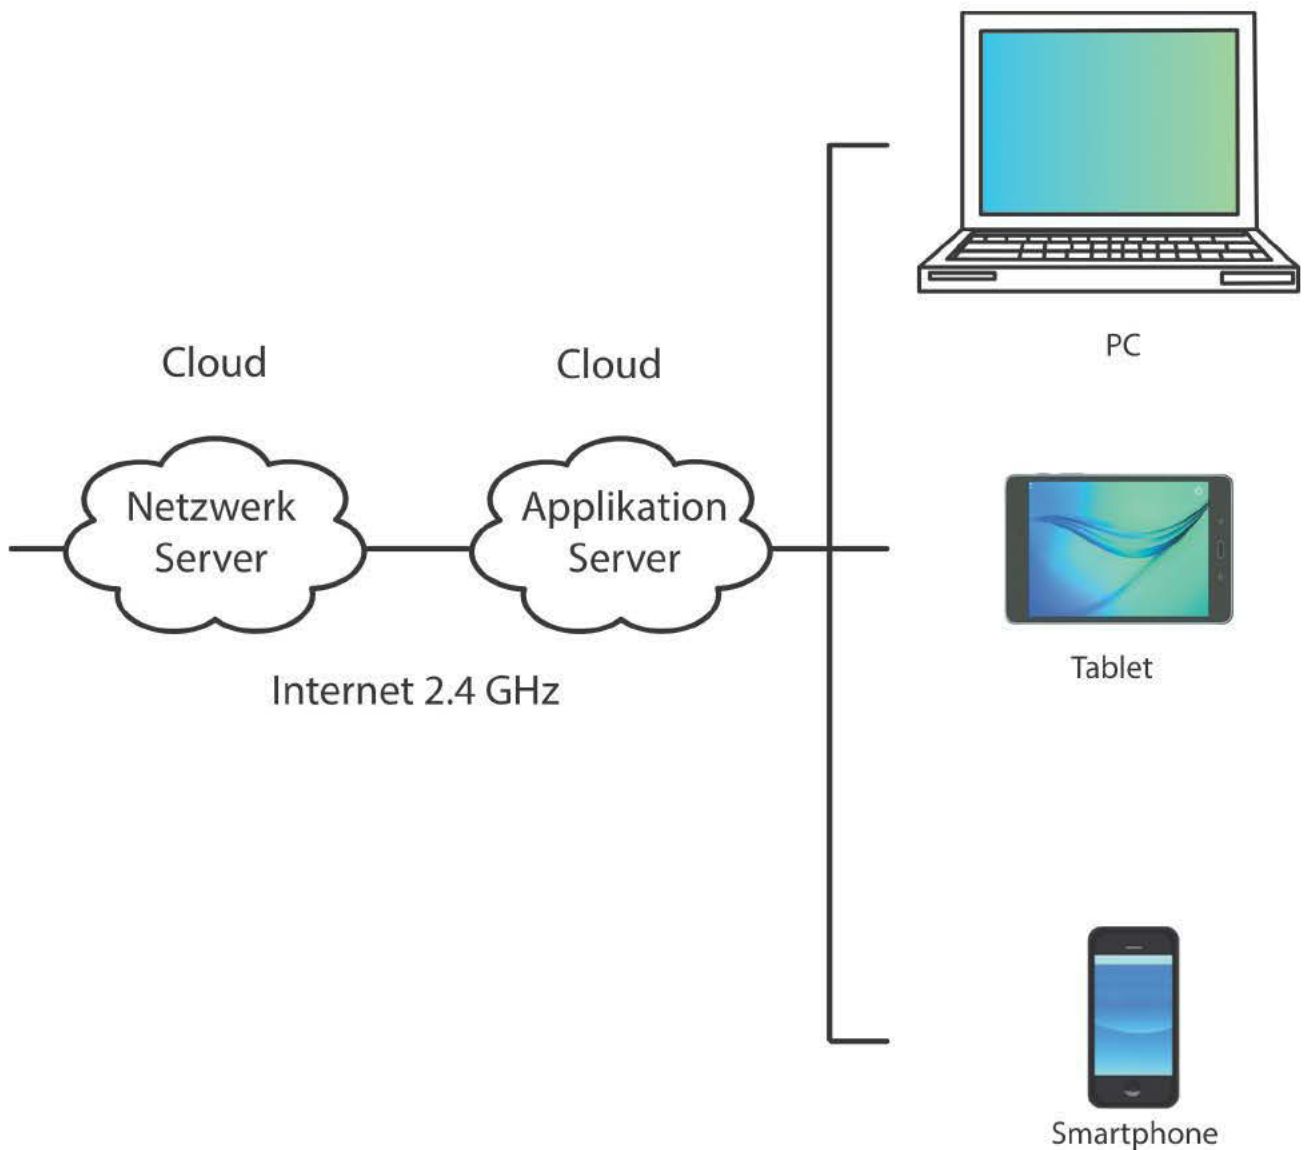 PC
Cloud
Cloud
Netzwerk
Server
Applikation
Server
Tablet
Internet 2.4 GHz
Smartphone